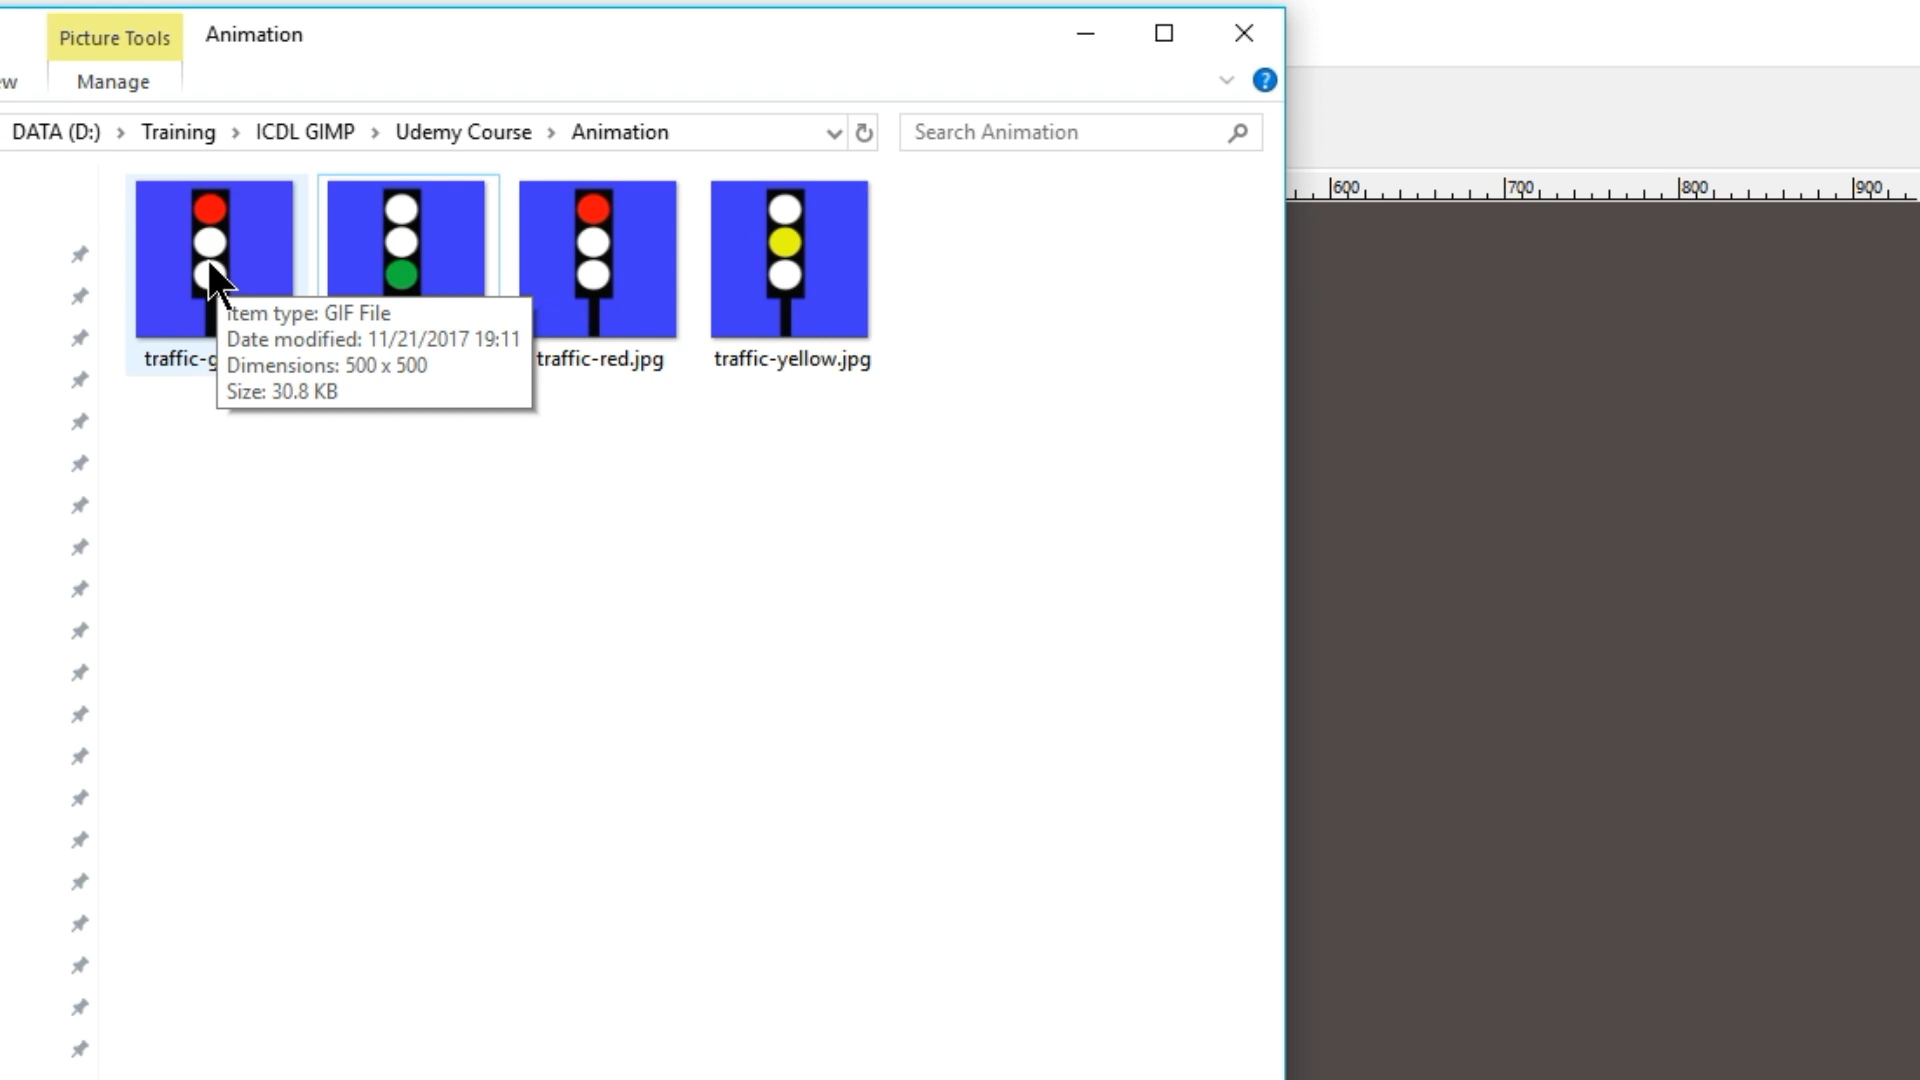 Picture Tools
Animation
ew
Manage
?
DATA (D:) > Training > ICDL GIMP > Udemy Course > Animation
Search Animation
600
700
800
900
Item type: GIF File
Date modified: 11/21/2017 19:11
Dimensions: 500 x 500
Size: 30.8 KB
traffic-g
traffic-red.jpg
traffic-yellow.jpg